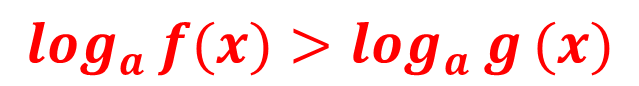 logₐ f(x) > logₐ g (x)